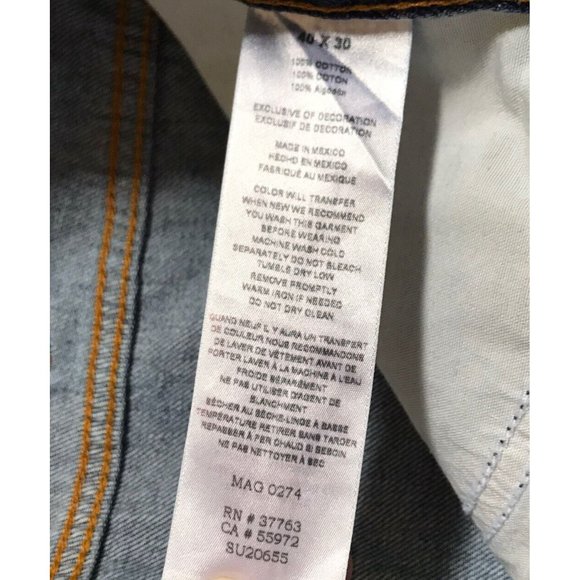 40 X 30
100% COTTON
100% COTON
100% Algodón
EXCLUSIVE OF DECORATION
EXCLUSIF DE DECORATION
MADE IN MEXICO
HECHO EN MEXICO
FABRIQUÉ AU MEXIQUE
COLOR WILL TRANSFER
WHEN NEW WE RECOMMEND
YOU WASH THIS GARMENT
BEFORE WEARING
MACHINE WASH COLD
SEPARATELY DO NOT BLEACH
TUMBLE DRY LOW
REMOVE PROMPTLY
WARM IRON IF NEEDED
DO NOT DRY CLEAN
QUAND NEUF IL Y AURA UN TRANSFERT
DE COULEUR NOUS RECOMMANDONS
DE LAVER DE VÊTEMENT AVANT DE
PORTER LAVER À LA MACHINE À L'EAU
FROIDE SÉPARÉMENT
NE PAS UTILISER D'AGENT DE
BLANCHIMENT
SÉCHER AU SÈCHE-LINGE À BASSE
TEMPÉRATURE RETIRER SANS TARDER
REPASSER À FER CHAUD SI BESOIN
NE PAS NETTOYER À SEC
MAG 0274
RN # 37763
CA # 55972
SU20655